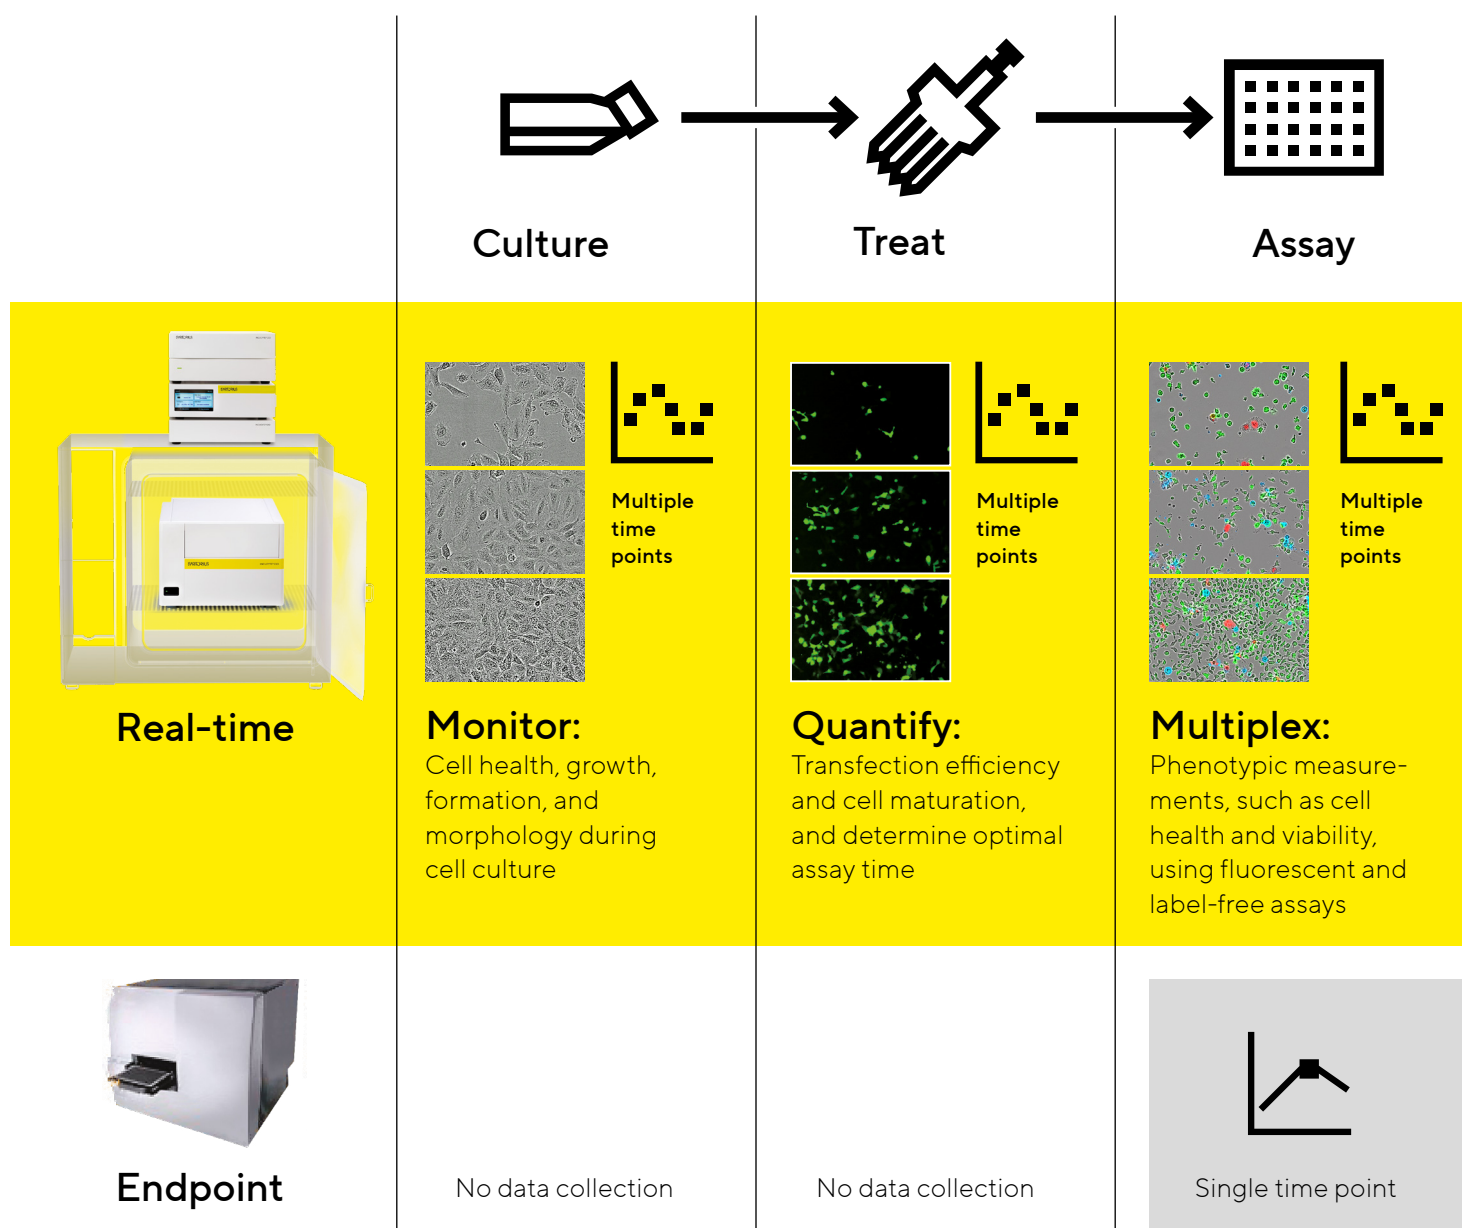 Culture
Treat
Assay
Multiple
time
points
Multiple
time
points
Multiple
time
points
Real-time
Monitor:
Cell health, growth,
formation, and
morphology during
cell culture
Quantify:
Transfection efficiency
and cell maturation,
and determine optimal
assay time
Multiplex:
Phenotypic measure-
ments, such as cell
health and viability,
using fluorescent and
label-free assays
Endpoint
No data collection
No data collection
Single time point